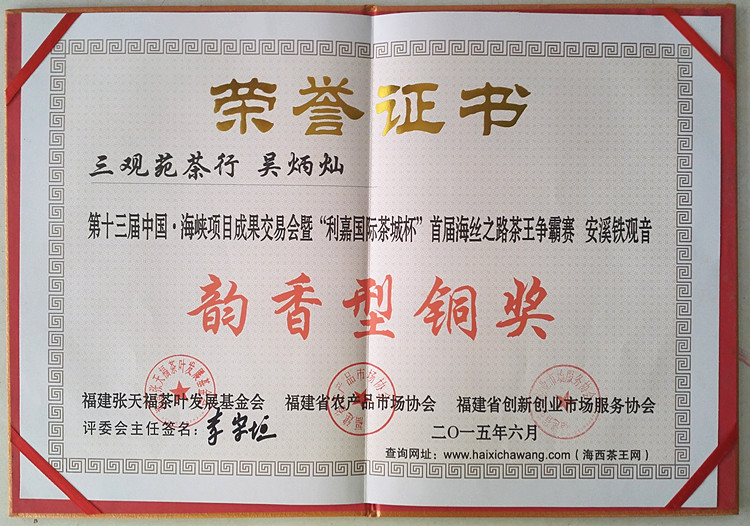 荣誉证书
三观苑茶行 吴炳灿
第十三届中国·海峡项目成果交易会暨“利嘉国际茶城杯”首届海丝之路茶王争霸赛 安溪铁观音
韵香型铜奖
福建张天福茶叶发展基金会 福建省农产品市场协会 福建省创新创业市场服务协会
评委会主任签名：李宗垣 二〇一五年六月
查询网址：www.haixichawang.com（海西茶王网）